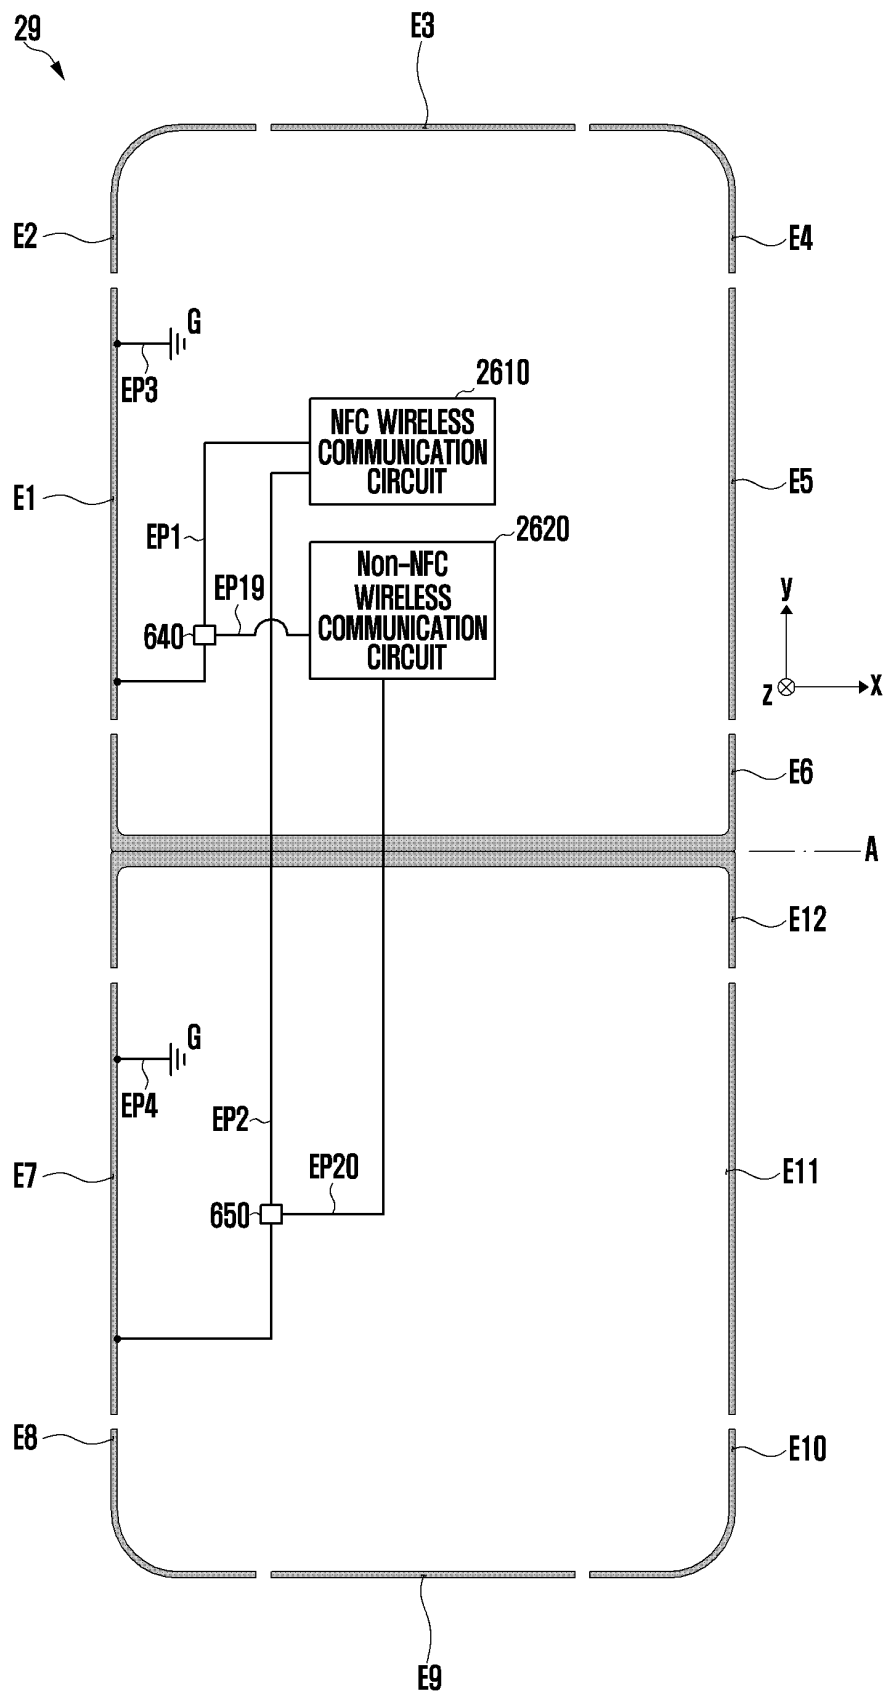 29
E3
E2
E4
G
EP3
2610
NFC WIRELESS
COMMUNICATION
CIRCUIT
E1
E5
EP1
2620
Non-NFC
WIRELESS
COMMUNICATION
CIRCUIT
EP19
640
y
z
x
E6
A
E12
G
EP4
EP2
E7
EP20
E11
650
E8
E10
E9